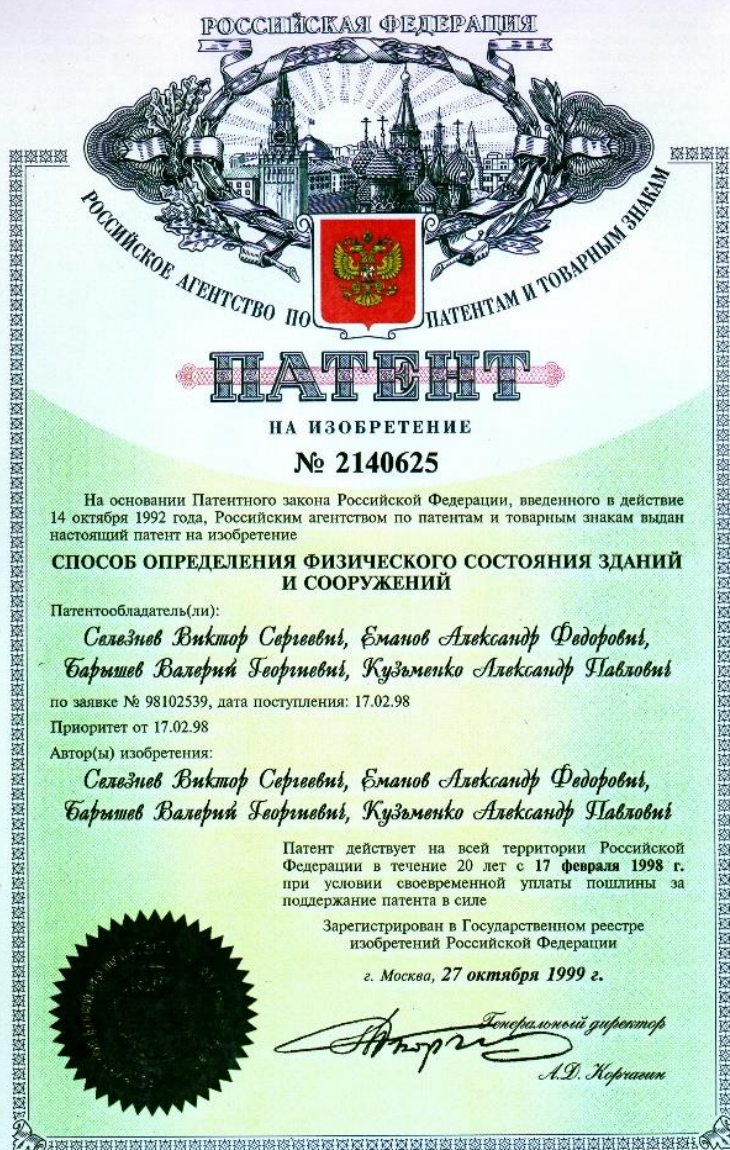 РОССИЙСКАЯ ФЕДЕРАЦИЯ
РОССИЙСКОЕ АГЕНТСТВО ПО ПАТЕНТАМ И ТОВАРНЫМ ЗНАКАМ
ПАТЕНТ
НА ИЗОБРЕТЕНИЕ
№ 2140625
На основании Патентного закона Российской Федерации, введенного в действие
14 октября 1992 года, Российским агентством по патентам и товарным знакам выдан
настоящий патент на изобретение
СПОСОБ ОПРЕДЕЛЕНИЯ ФИЗИЧЕСКОГО СОСТОЯНИЯ ЗДАНИЙ
И СООРУЖЕНИЙ
Патентообладатель(ли):
Селезнев Виктор Сергеевич, Еманов Александр Федорович,
Барышев Валерий Георгиевич, Кузьменко Александр Павлович
по заявке № 98102539, дата поступления: 17.02.98
Приоритет от 17.02.98
Автор(ы) изобретения:
Селезнев Виктор Сергеевич, Еманов Александр Федорович,
Барышев Валерий Георгиевич, Кузьменко Александр Павлович
Патент действует на всей территории Российской
Федерации в течение 20 лет с 17 февраля 1998 г.
при условии своевременной уплаты пошлины за
поддержание патента в силе
Зарегистрирован в Государственном реестре
изобретений Российской Федерации
г. Москва, 27 октября 1999 г.
Генеральный директор
А.Д. Корчагин